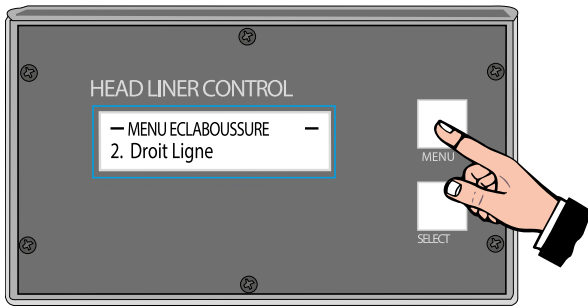 HEAD LINER CONTROL
— MENU ECLABOUSSURE —
2. Droit Ligne
MENU
SELECT